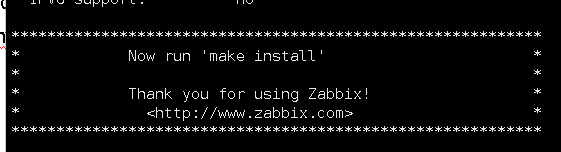 IPv6 support: no
***********************************************************
* Now run 'make install' *
* *
* Thank you for using Zabbix! *
* <http://www.zabbix.com> *
***********************************************************